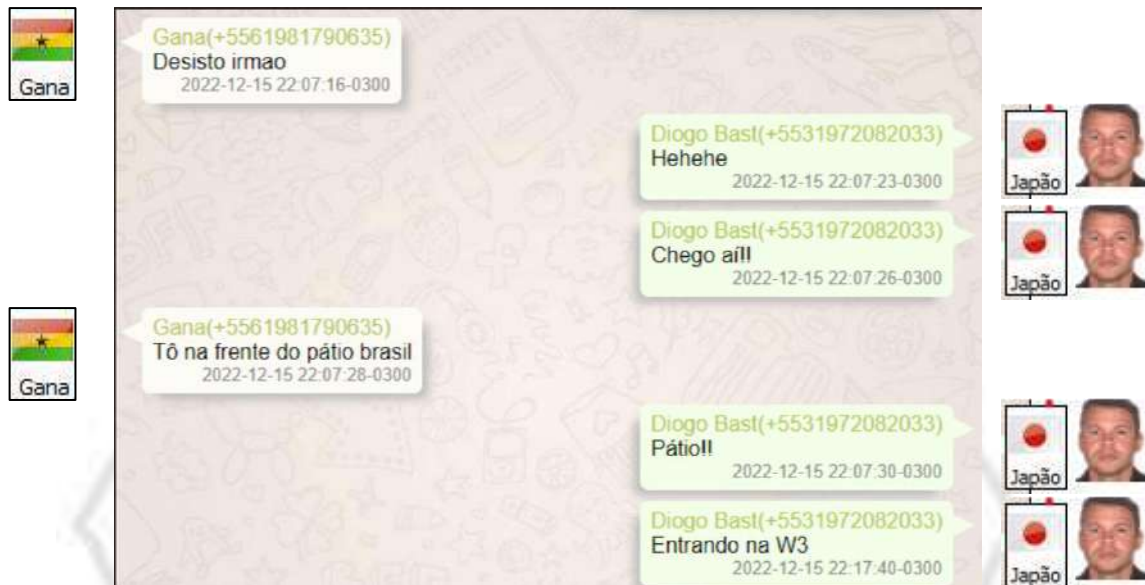 Gana
Gana(+5561981790635)
Desisto irmao
2022-12-15 22:07:16-0300
Diogo Bast(+5531972082033)
Hehehe
2022-12-15 22:07:23-0300
Japão
Diogo Bast(+5531972082033)
Chego aí!!
2022-12-15 22:07:26-0300
Japão
Gana
Gana(+5561981790635)
Tô na frente do pátio brasil
2022-12-15 22:07:28-0300
Diogo Bast(+5531972082033)
Pátio!!
2022-12-15 22:07:30-0300
Japão
Diogo Bast(+5531972082033)
Entrando na W3
2022-12-15 22:17:40-0300
Japão